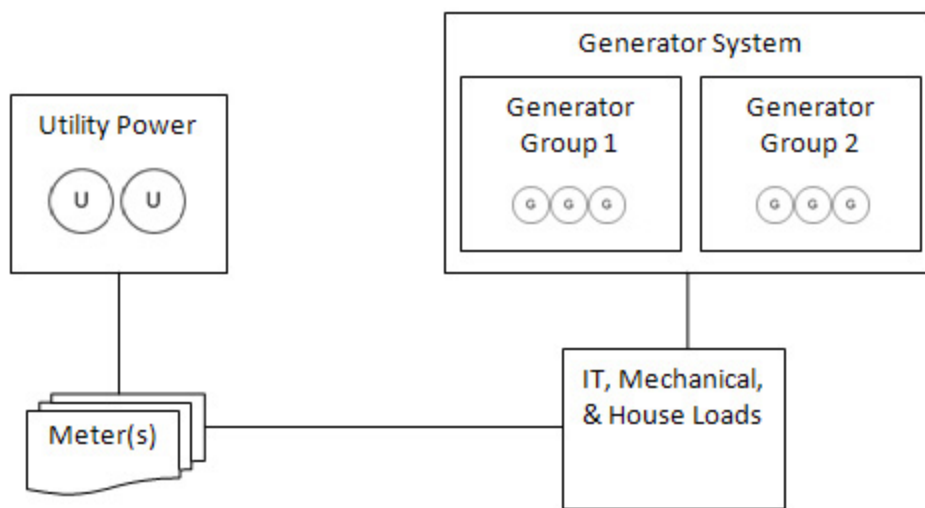 Generator System
Generator
Group 1
Generator
Group 2
G G G
G G G
Utility Power
U U
Meter(s)
IT, Mechanical,
& House Loads